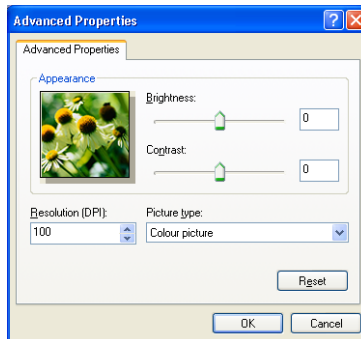 Advanced Properties
Advanced Properties
Appearance
Brightness:
0
Contrast:
0
Resolution (DPI):
Picture type:
100
Colour picture
Reset
OK
Cancel